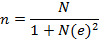 n = N / 1 + N(e)²